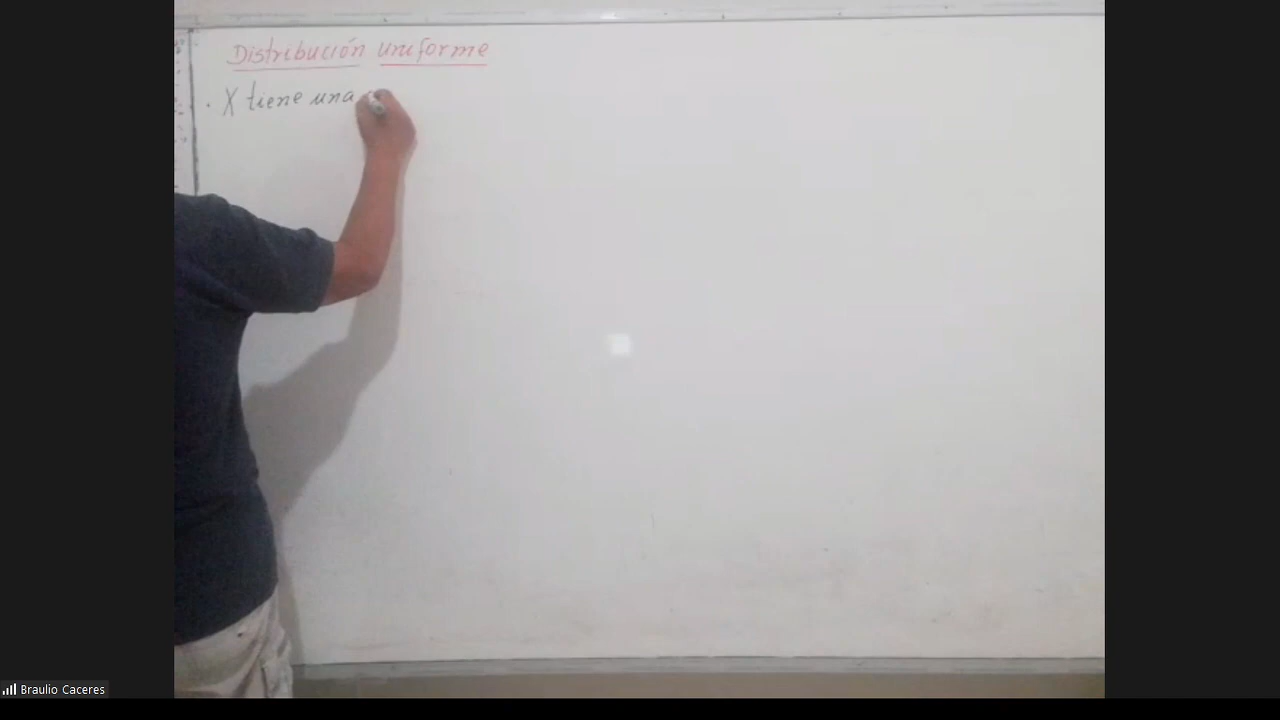 Distribución uniforme
· X tiene una
Braulio Caceres